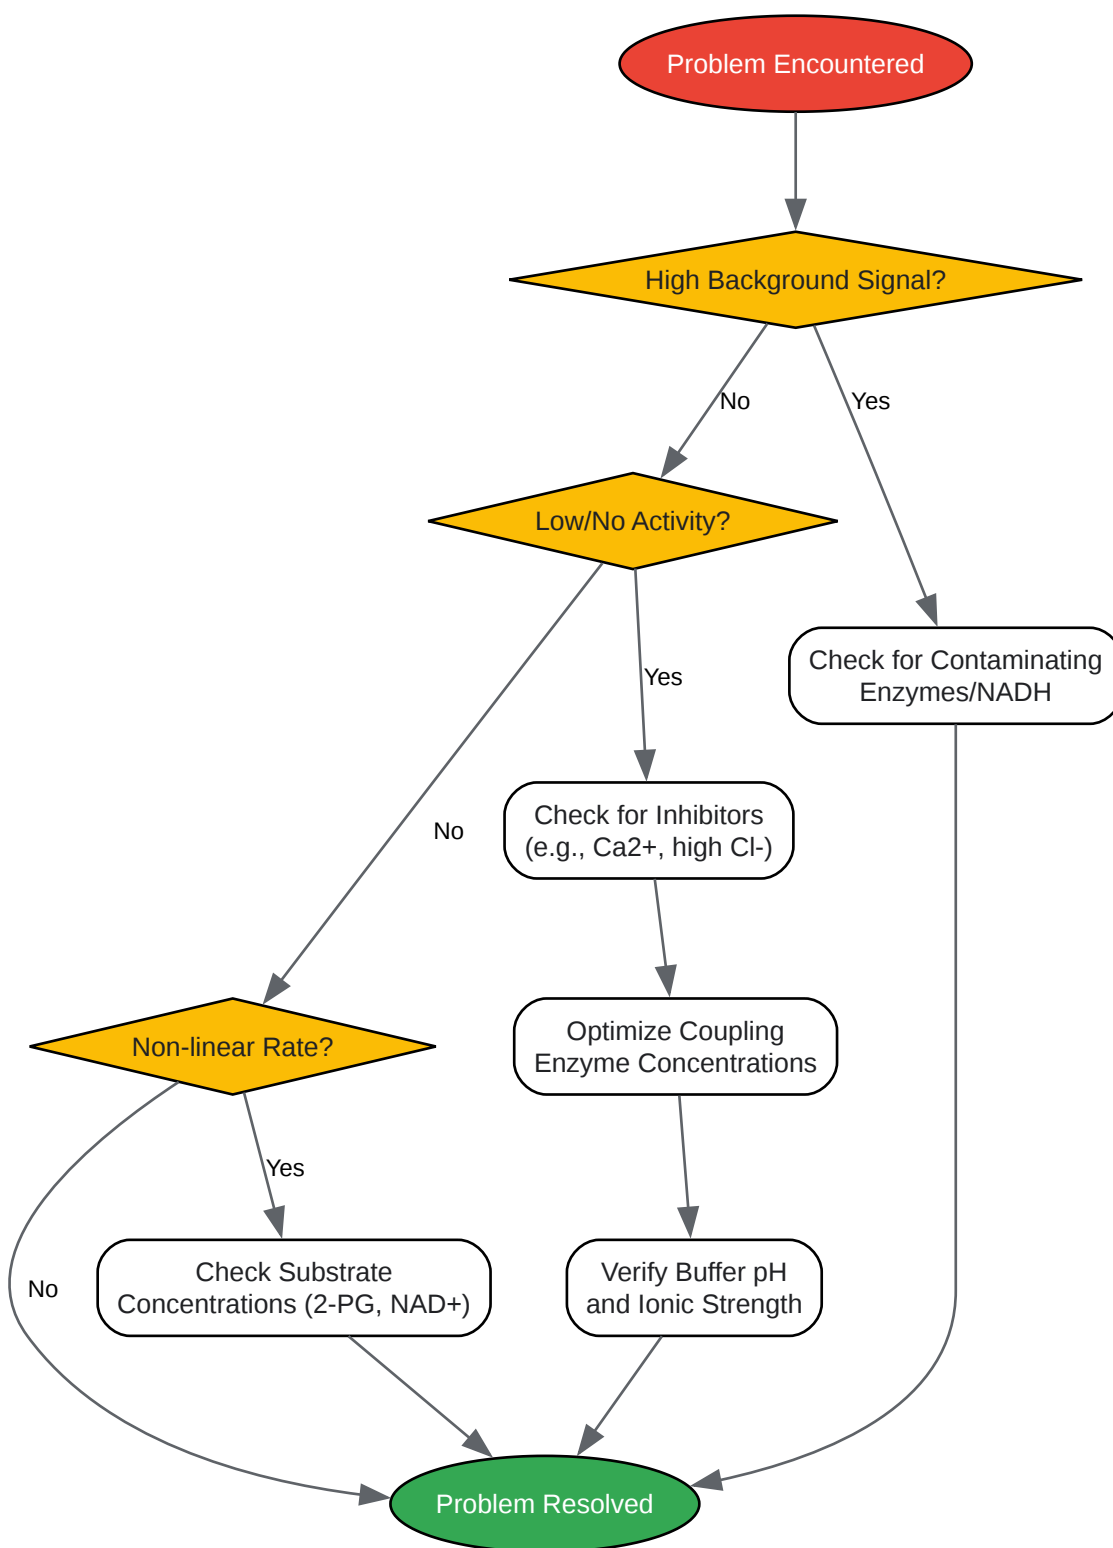 Problem Encountered
High Background Signal?
No
Yes
Low/No Activity?
Check for Contaminating
Enzymes/NADH
Yes
Check for Inhibitors
(e.g., Ca2+, high Cl-)
No
Optimize Coupling
Enzyme Concentrations
Non-linear Rate?
Yes
Check Substrate
Concentrations (2-PG, NAD+)
Verify Buffer pH
and Ionic Strength
No
Problem Resolved